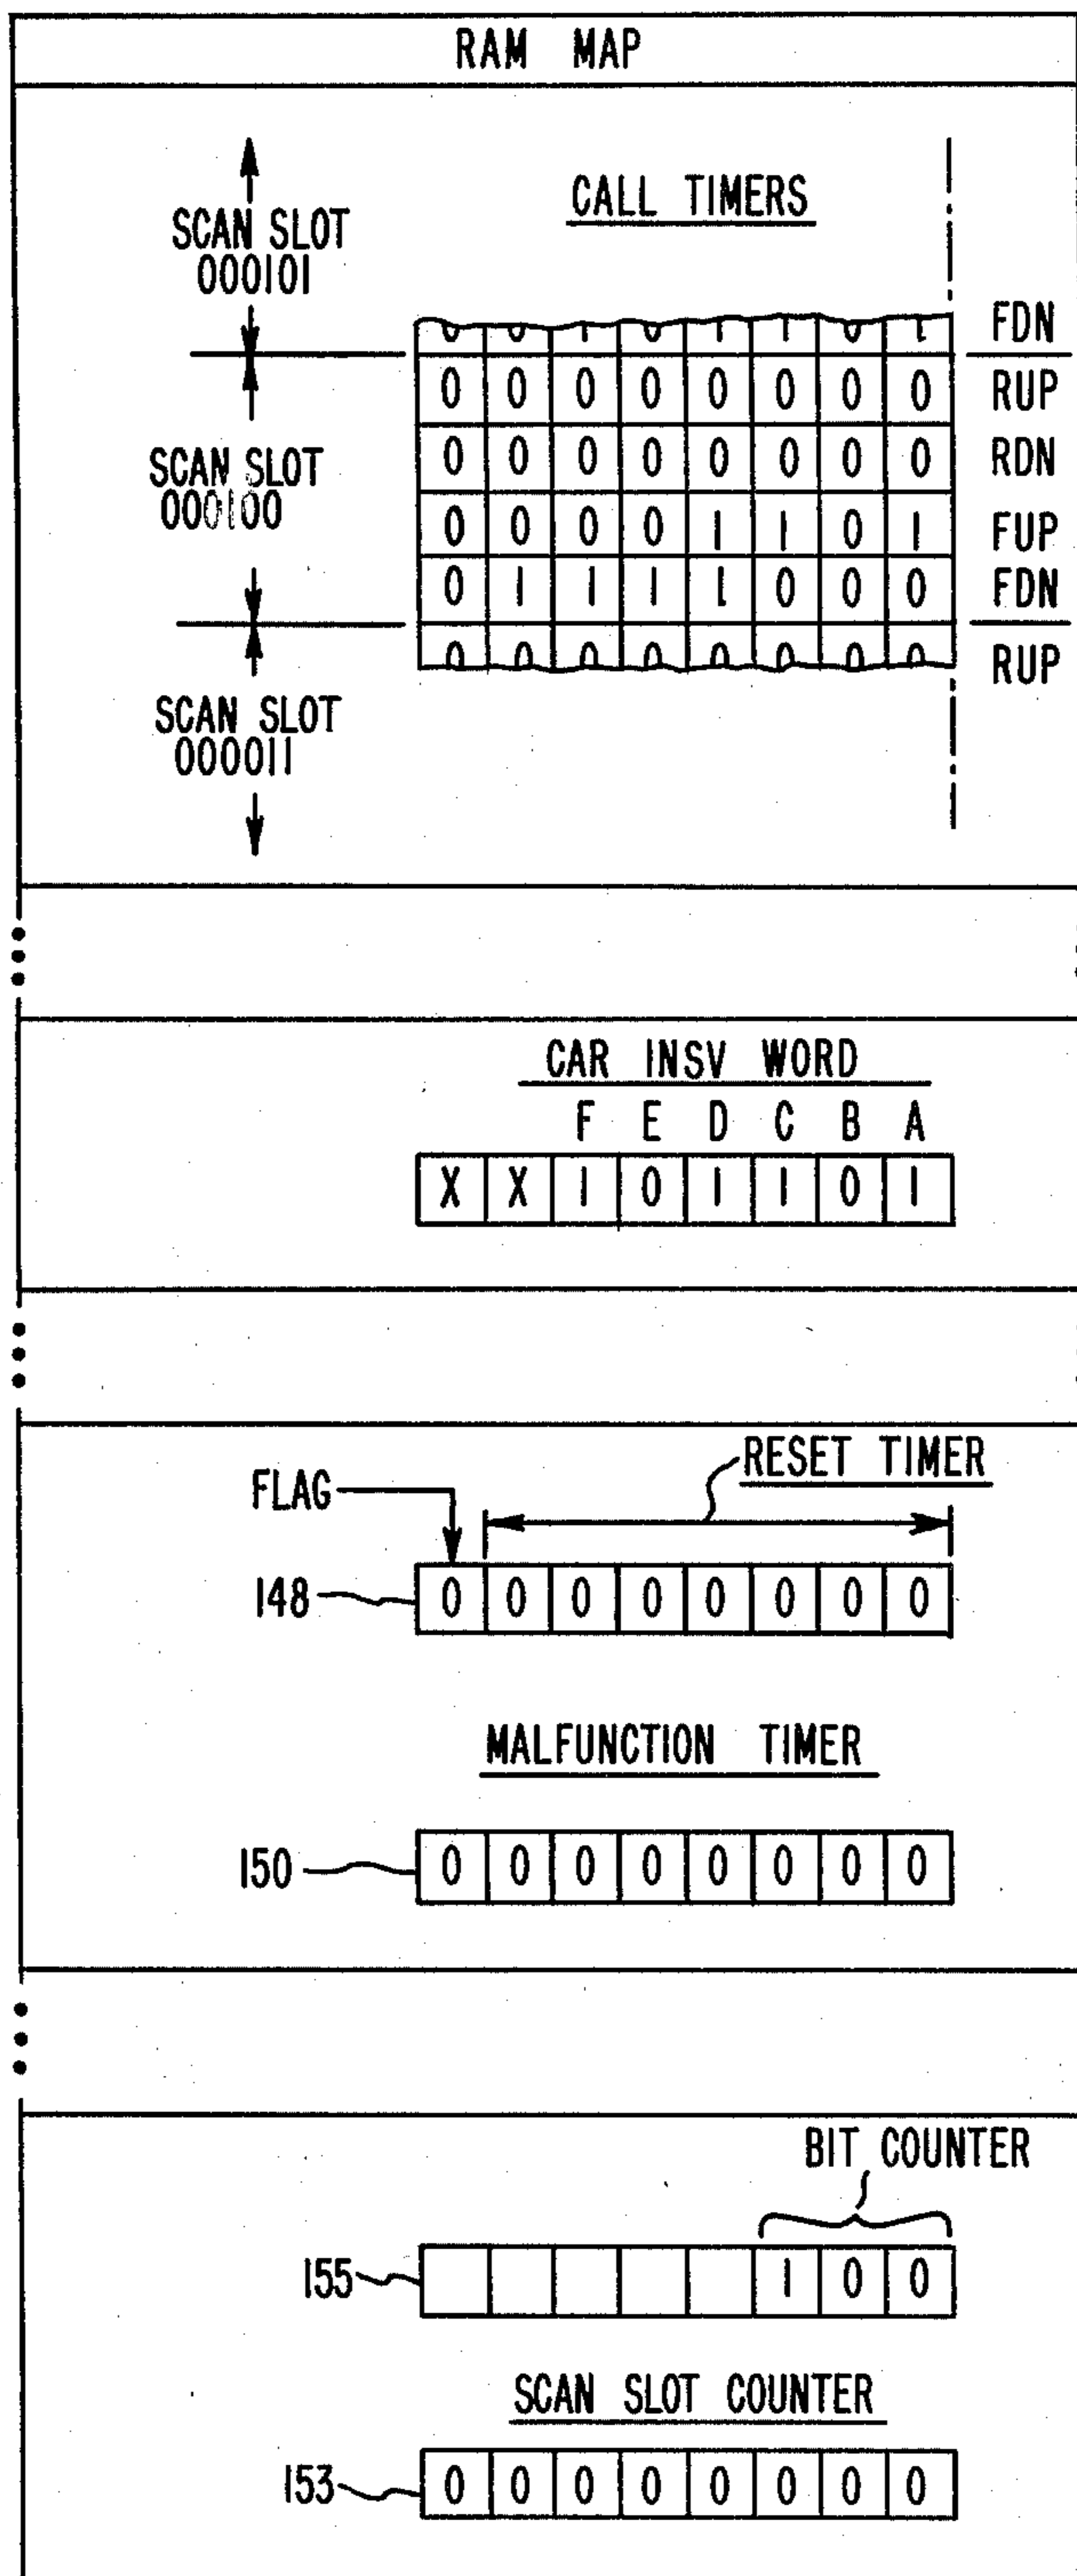 RAM MAP
CALL TIMERS
SCAN SLOT
000101
FDN
0 0 0 0 0 0 0 0 RUP
SCAN SLOT
000100
0 0 0 0 0 0 0 0 RDN
0 0 0 0 1 1 0 1 FUP
0 1 1 1 1 0 0 0 FDN
RUP
SCAN SLOT
000011
CAR INSV WORD
F E D C B A
X X 1 0 1 1 0 1
RESET TIMER
FLAG
148 0 0 0 0 0 0 0 0
MALFUNCTION TIMER
150 0 0 0 0 0 0 0 0
BIT COUNTER
155 1 0 0
SCAN SLOT COUNTER
153 0 0 0 0 0 0 0 0